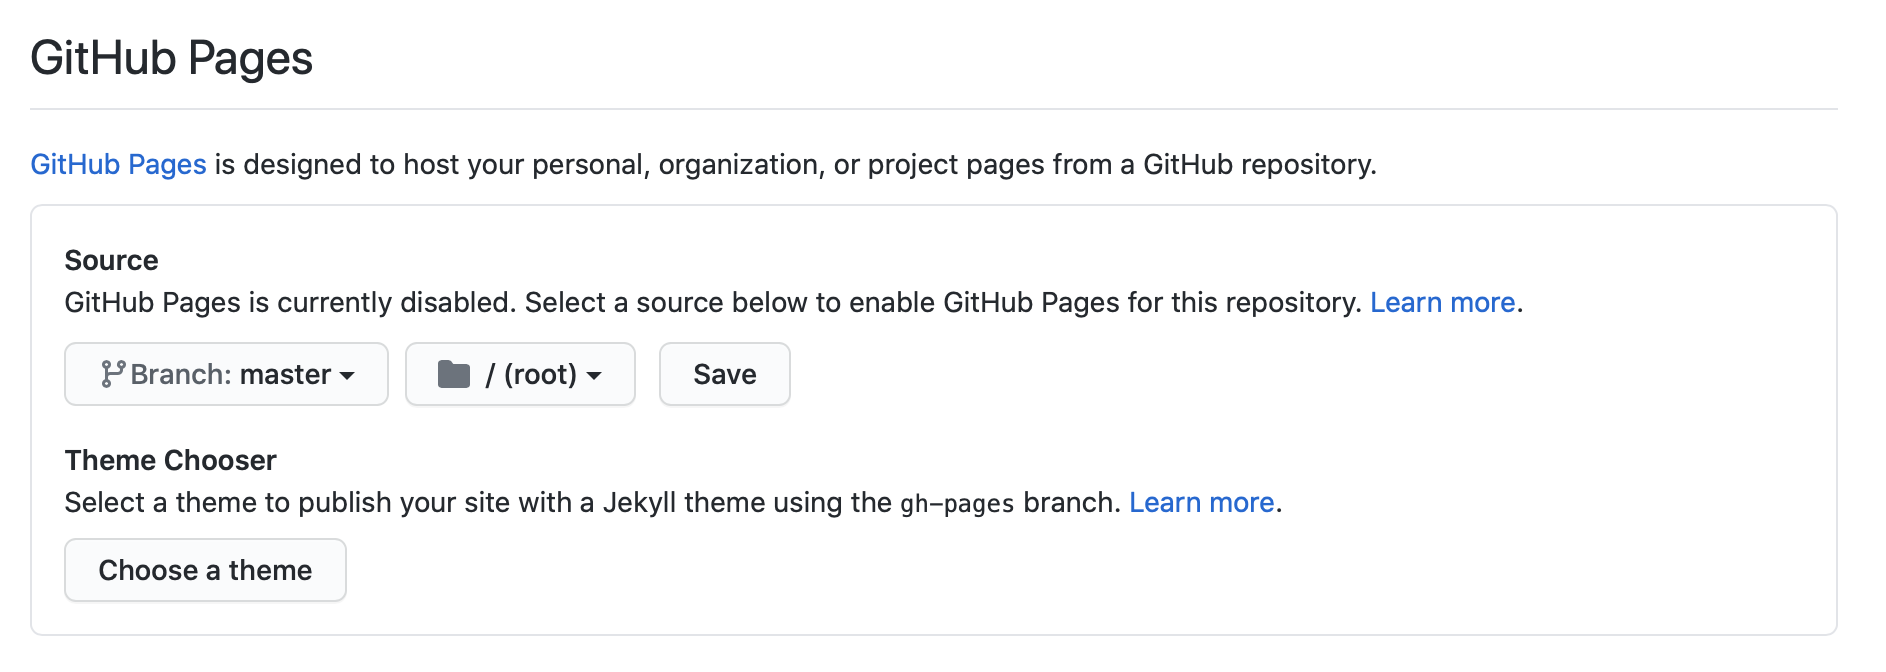 GitHub Pages
GitHub Pages is designed to host your personal, organization, or project pages from a GitHub repository.
Source
GitHub Pages is currently disabled. Select a source below to enable GitHub Pages for this repository. Learn more.
Branch: master / (root) Save
Theme Chooser
Select a theme to publish your site with a Jekyll theme using the gh-pages branch. Learn more.
Choose a theme